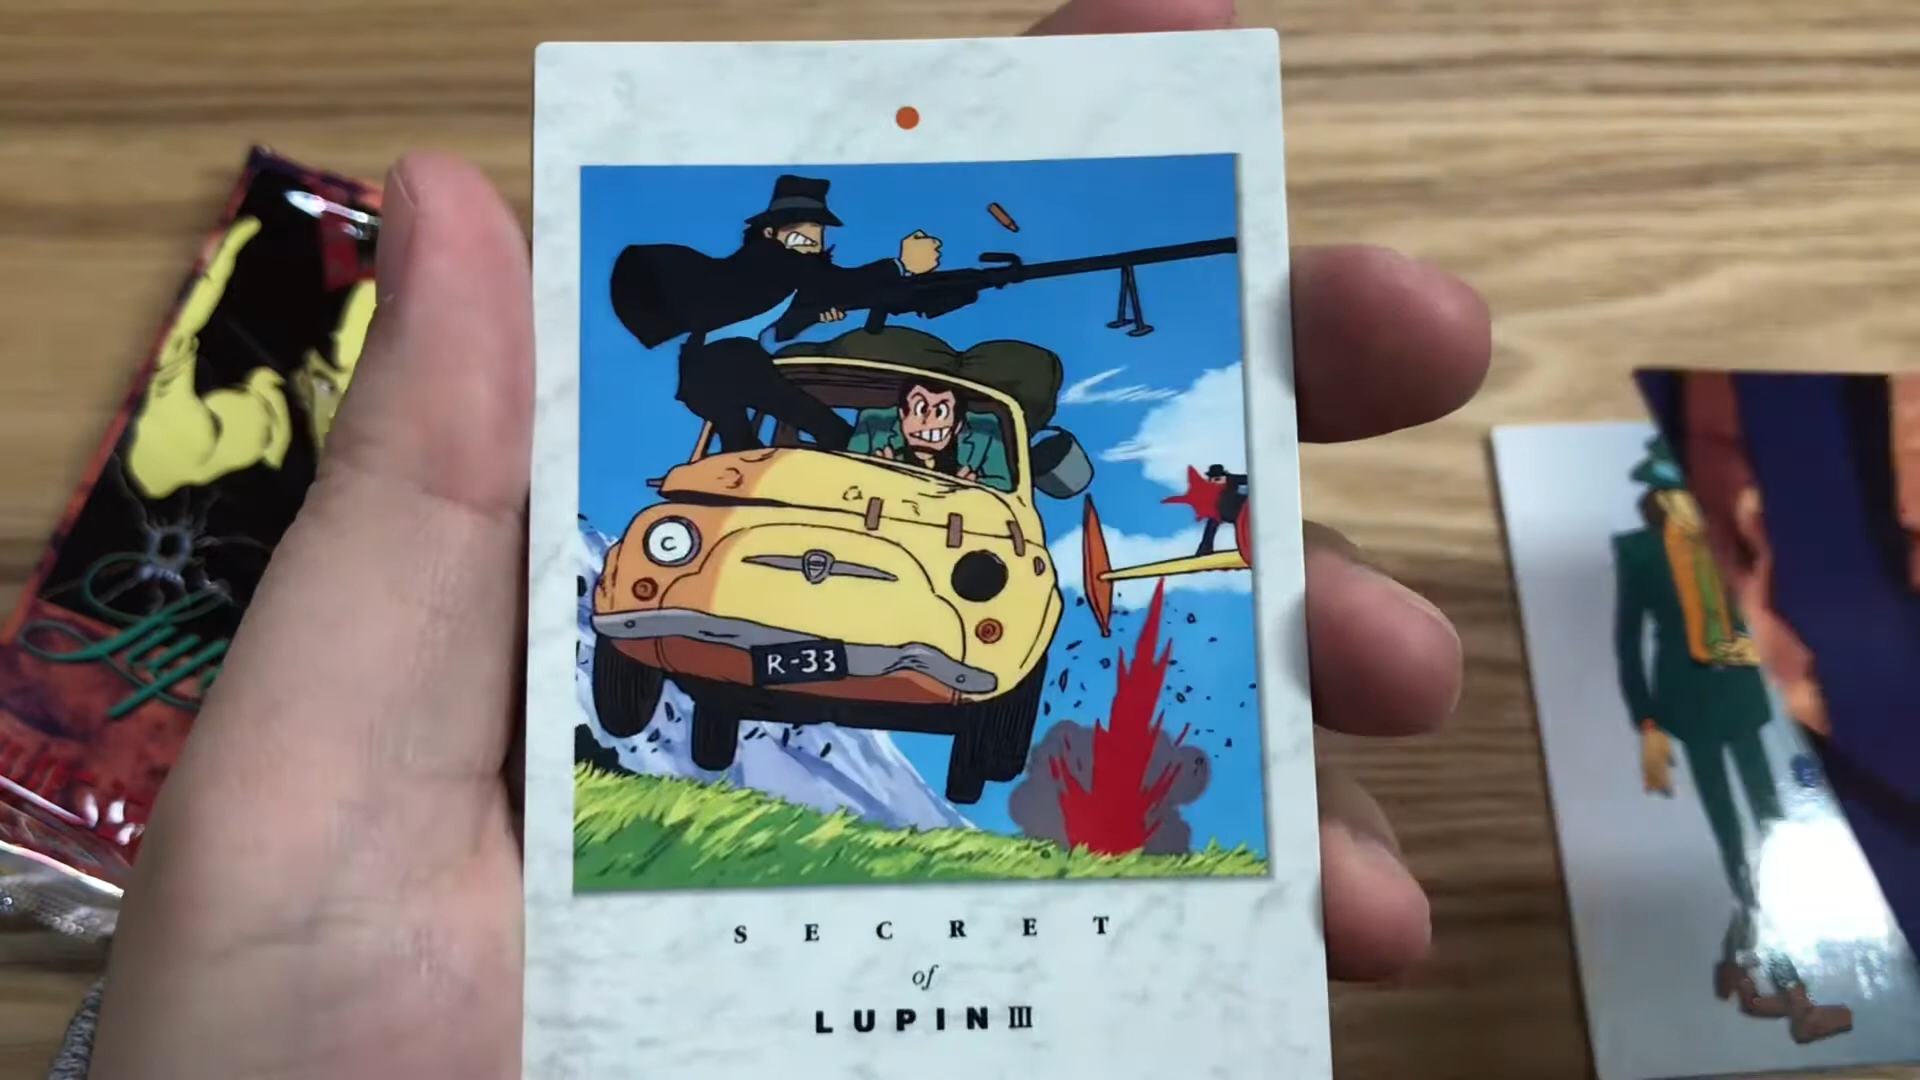 C
R-33
SECRET
of
LUPIN III